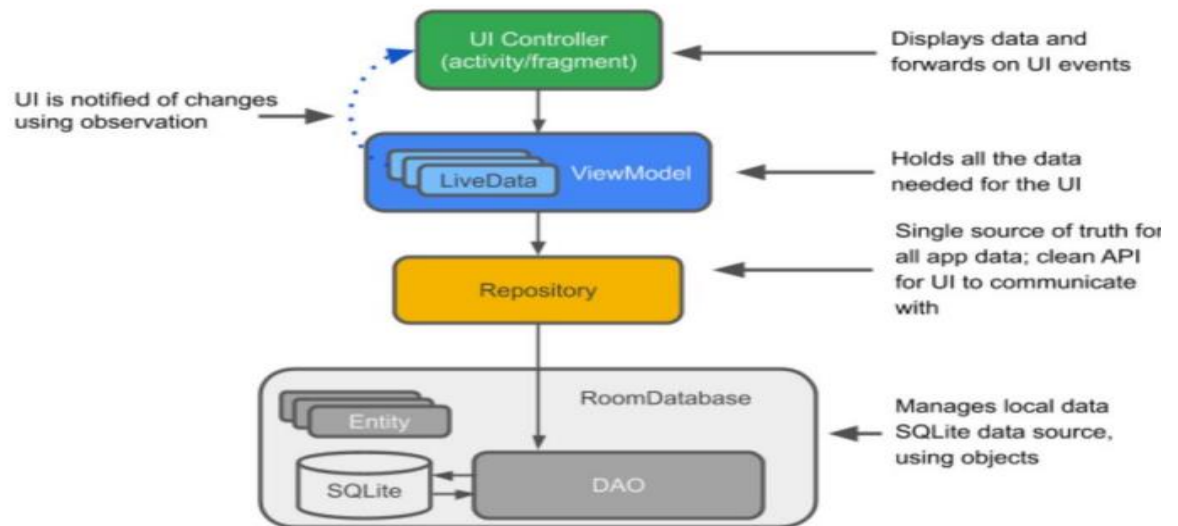 UI Controller
(activity/fragment)
Displays data and
forwards on UI events
UI is notified of changes
using observation
LiveData
ViewModel
Holds all the data
needed for the UI
Repository
Single source of truth for
all app data; clean API
for UI to communicate
with
RoomDatabase
Entity
SQLite
DAO
Manages local data
SQLite data source,
using objects